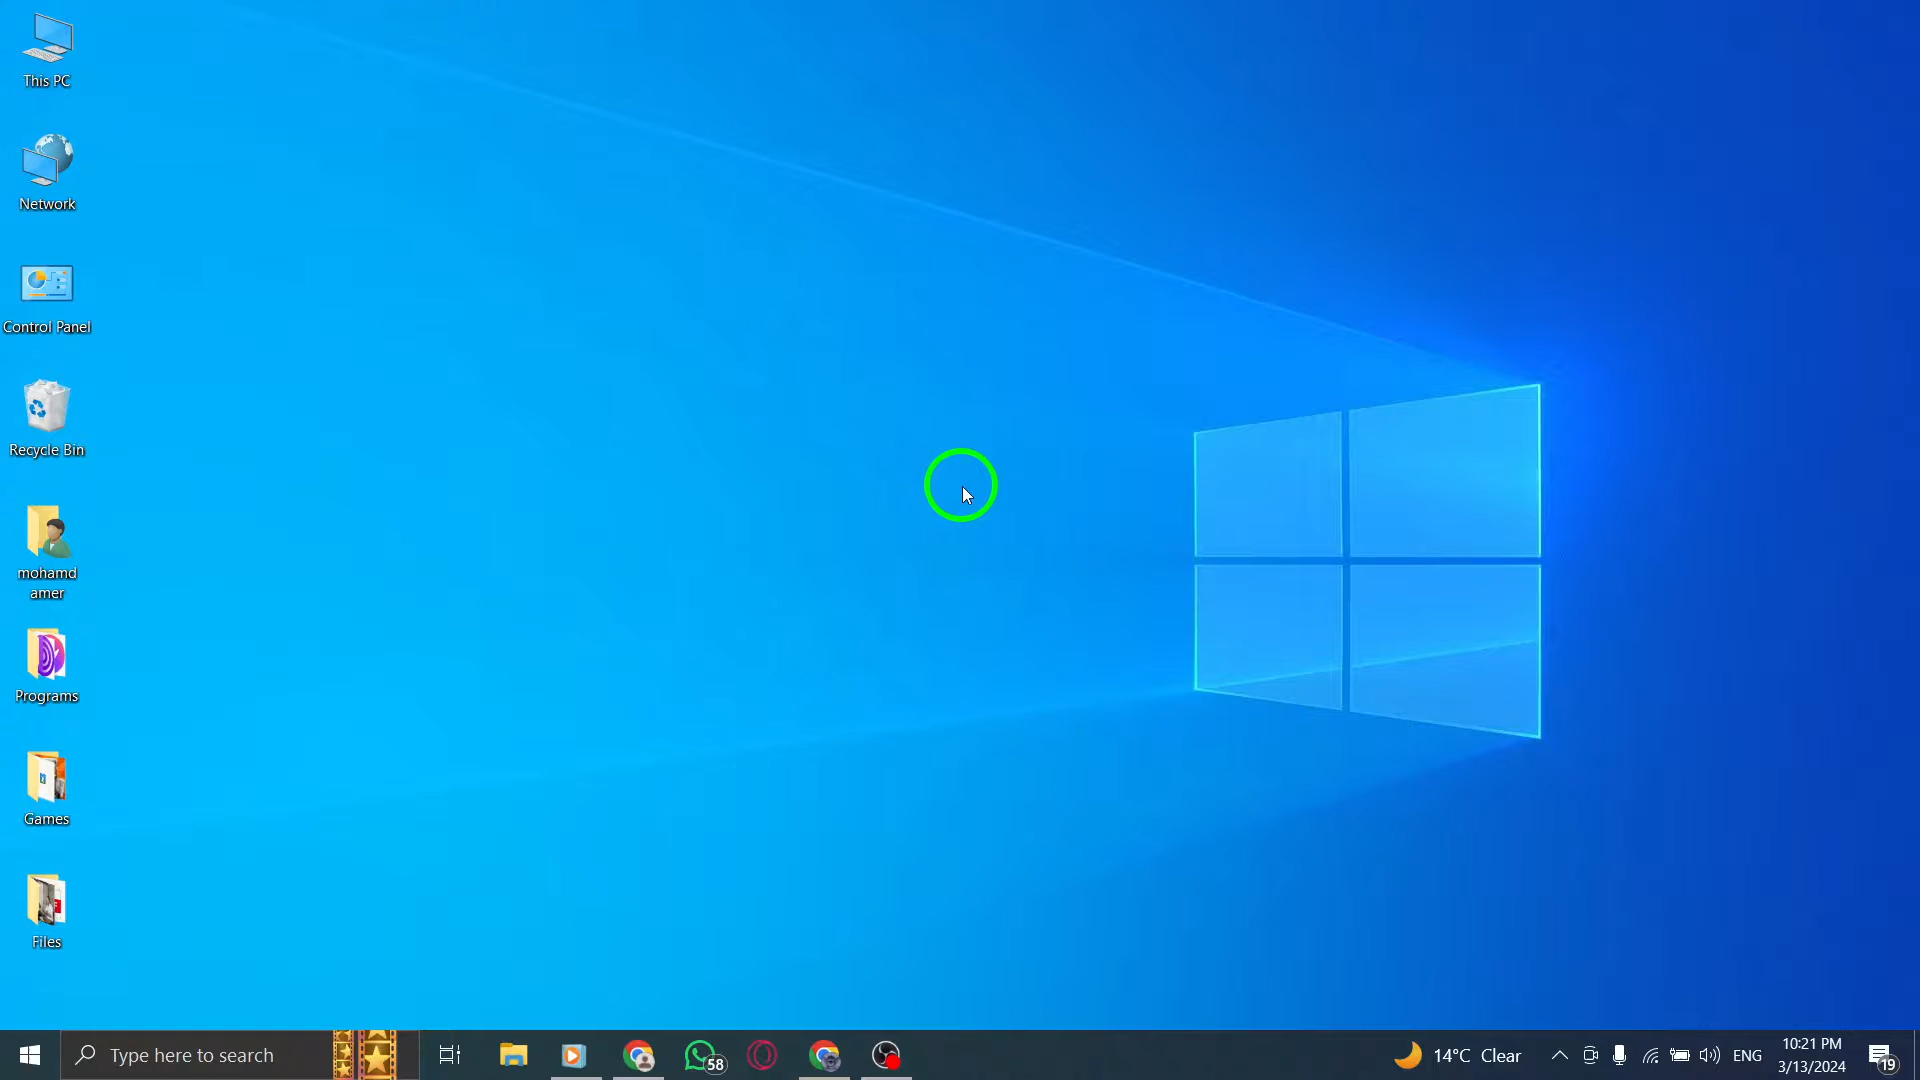 This PC
Network
Control Panel
Recycle Bin
mohamd
amer
Programs
Games
Files
Type here to search
58
14°C Clear
ENG
10:21 PM
3/13/2024
19